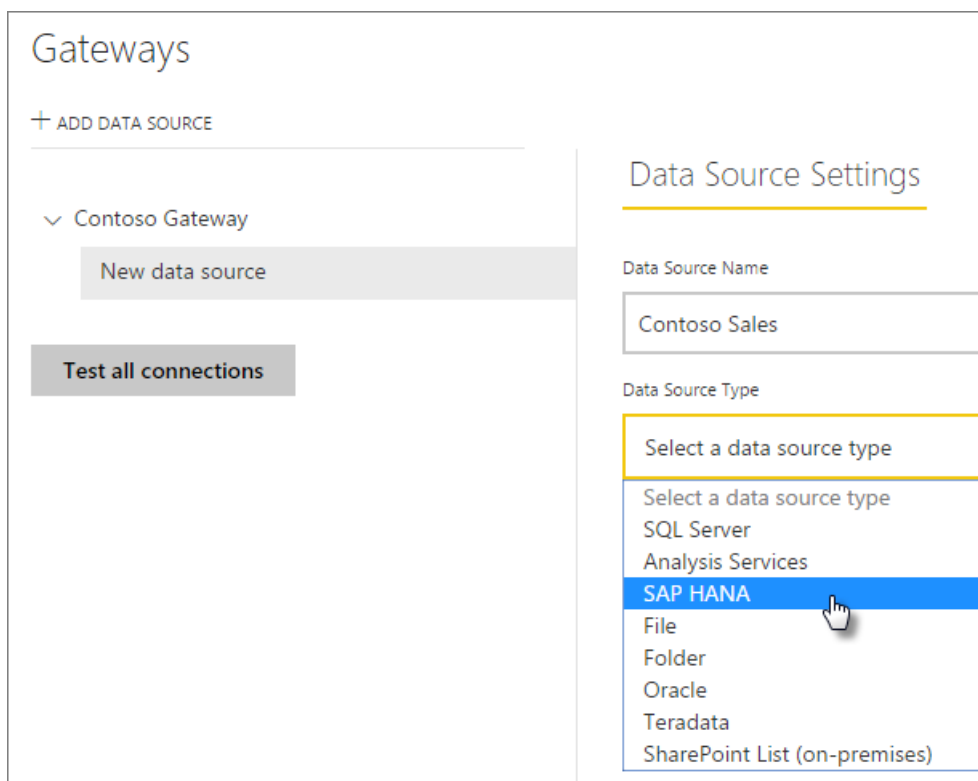 Gateways
+ ADD DATA SOURCE
Contoso Gateway
New data source
Test all connections
Data Source Settings
Data Source Name
Contoso Sales
Data Source Type
Select a data source type
Select a data source type
SQL Server
Analysis Services
SAP HANA
File
Folder
Oracle
Teradata
SharePoint List (on-premises)